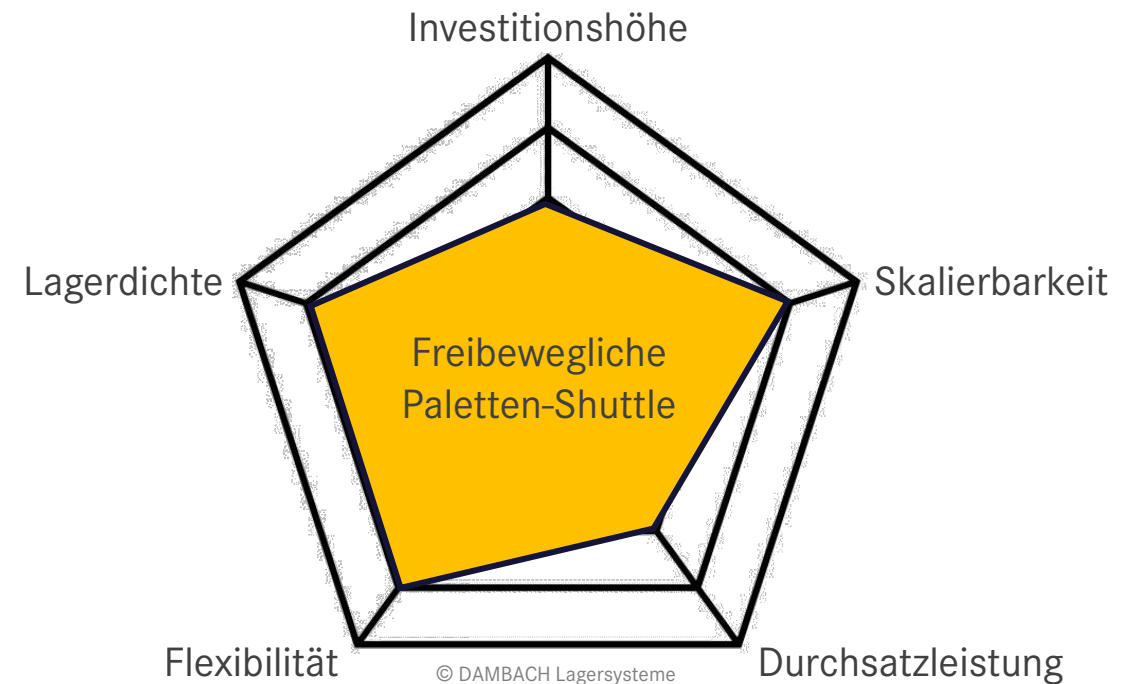 Investitionshöhe
Lagerdichte
Skalierbarkeit
Freibewegliche
Paletten-Shuttle
Flexibilität
© DAMBACH Lagersysteme
Durchsatzleistung